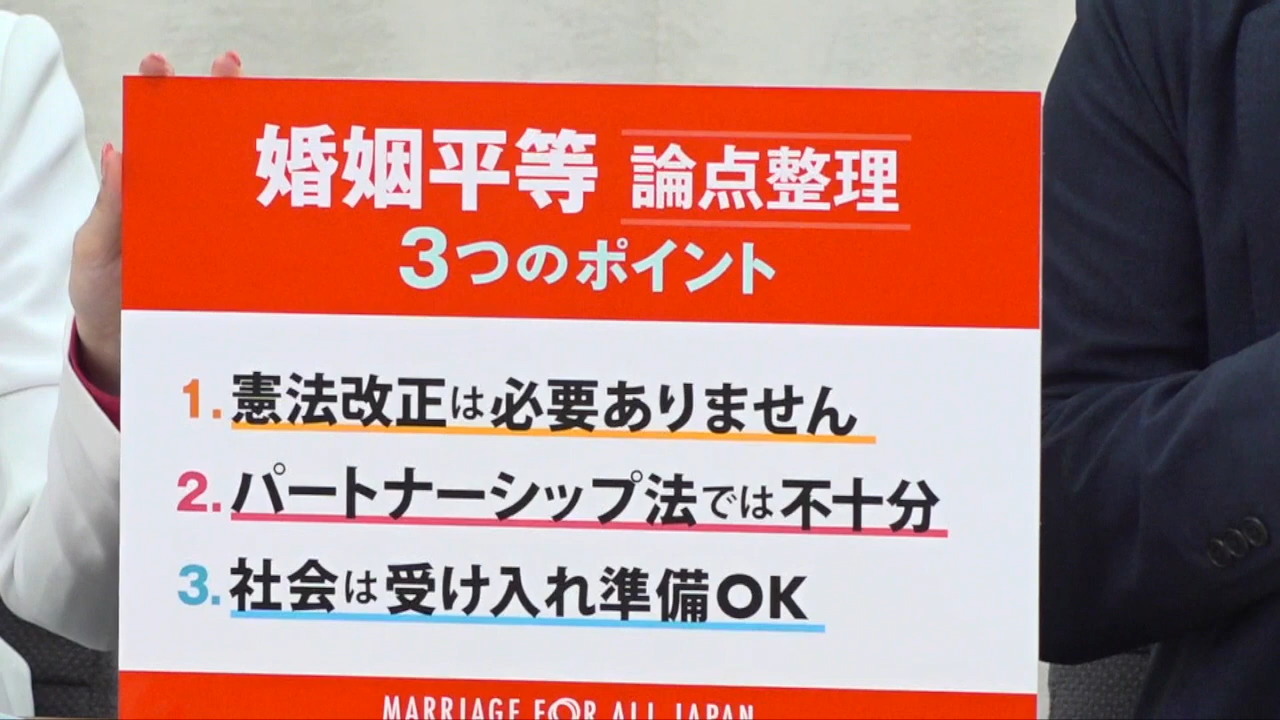 婚姻平等 論点整理
3つのポイント
1. 憲法改正は必要ありません
2. パートナーシップ法では不十分
3. 社会は受け入れ準備OK
MARRIAGE FOR ALL JAPAN